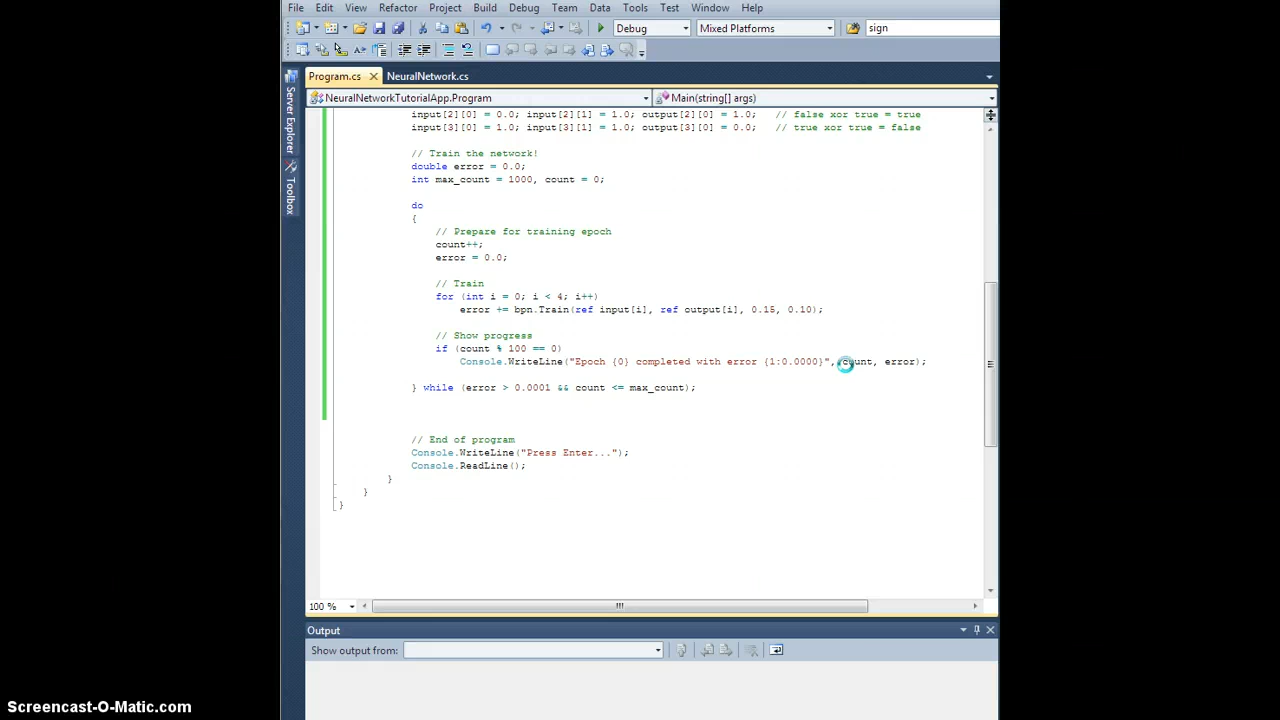 File Edit View Refactor Project Build Debug Team Data Tools Test Window Help
Debug Mixed Platforms sign
Program.cs NeuralNetwork.cs
NeuralNetworkTutorialApp.Program Main(string[] args)
Server Explorer
Toolbox
input[2][0] = 0.0; input[2][1] = 1.0; output[2][0] = 1.0; // false xor true = true
input[3][0] = 1.0; input[3][1] = 1.0; output[3][0] = 0.0; // true xor true = false
// Train the network!
double error = 0.0;
int max_count = 1000, count = 0;
do
{
// Prepare for training epoch
count++;
error = 0.0;
// Train
for (int i = 0; i < 4; i++)
error += bpn.Train(ref input[i], ref output[i], 0.15, 0.10);
// Show progress
if (count % 100 == 0)
Console.WriteLine("Epoch {0} completed with error {1:0.0000}", count, error);
} while (error > 0.0001 && count <= max_count);
// End of program
Console.WriteLine("Press Enter...");
Console.ReadLine();
}
}
}
100 %
Output
Show output from:
Screencast-O-Matic.com